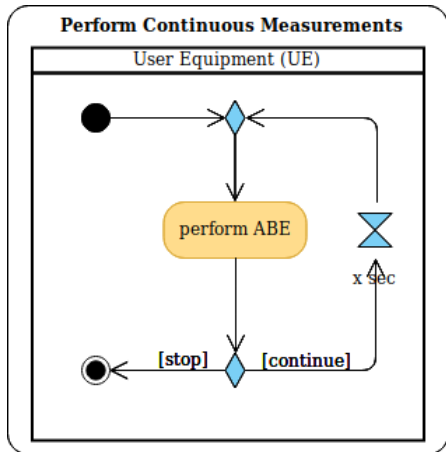 Perform Continuous Measurements
User Equipment (UE)
perform ABE
x sec
[stop]
[continue]